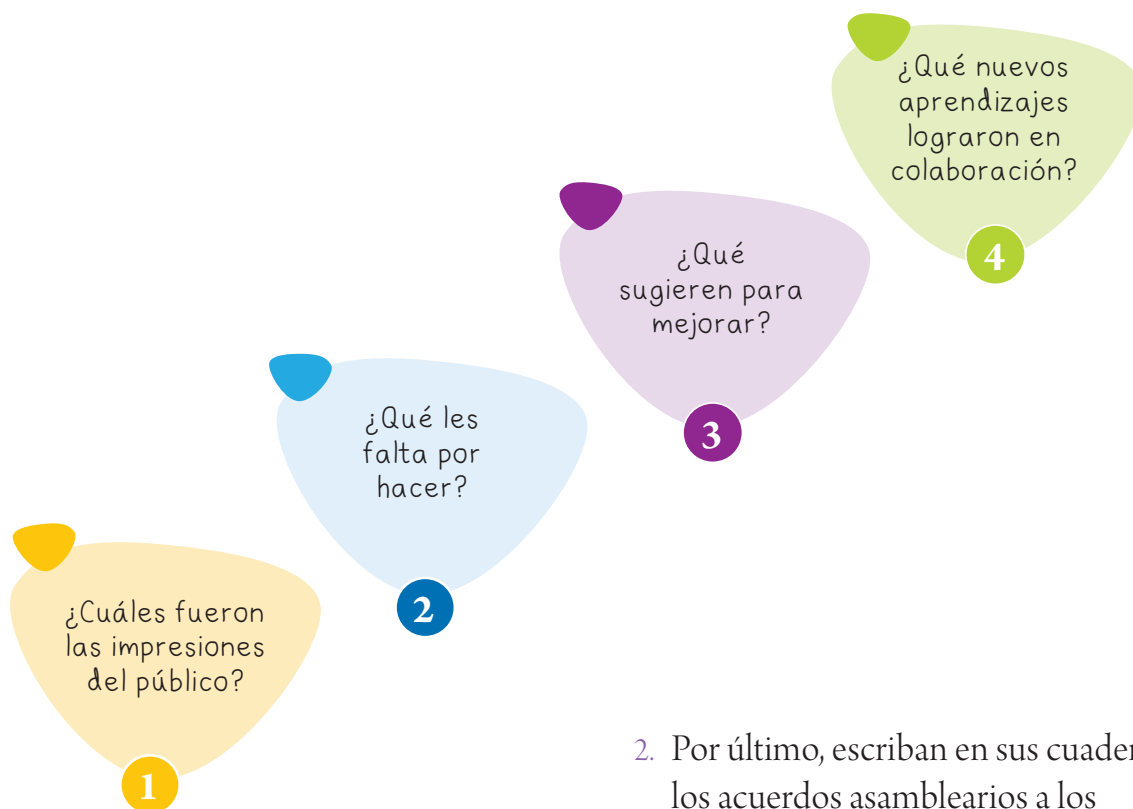 ¿Qué nuevos
aprendizajes
lograron en
colaboración?
4
¿Qué
sugieren para
mejorar?
3
¿Qué les
falta por
hacer?
2
¿Cuáles fueron
las impresiones
del público?
1
2. Por último, escriban en sus
los acuerdos asamblearios a los